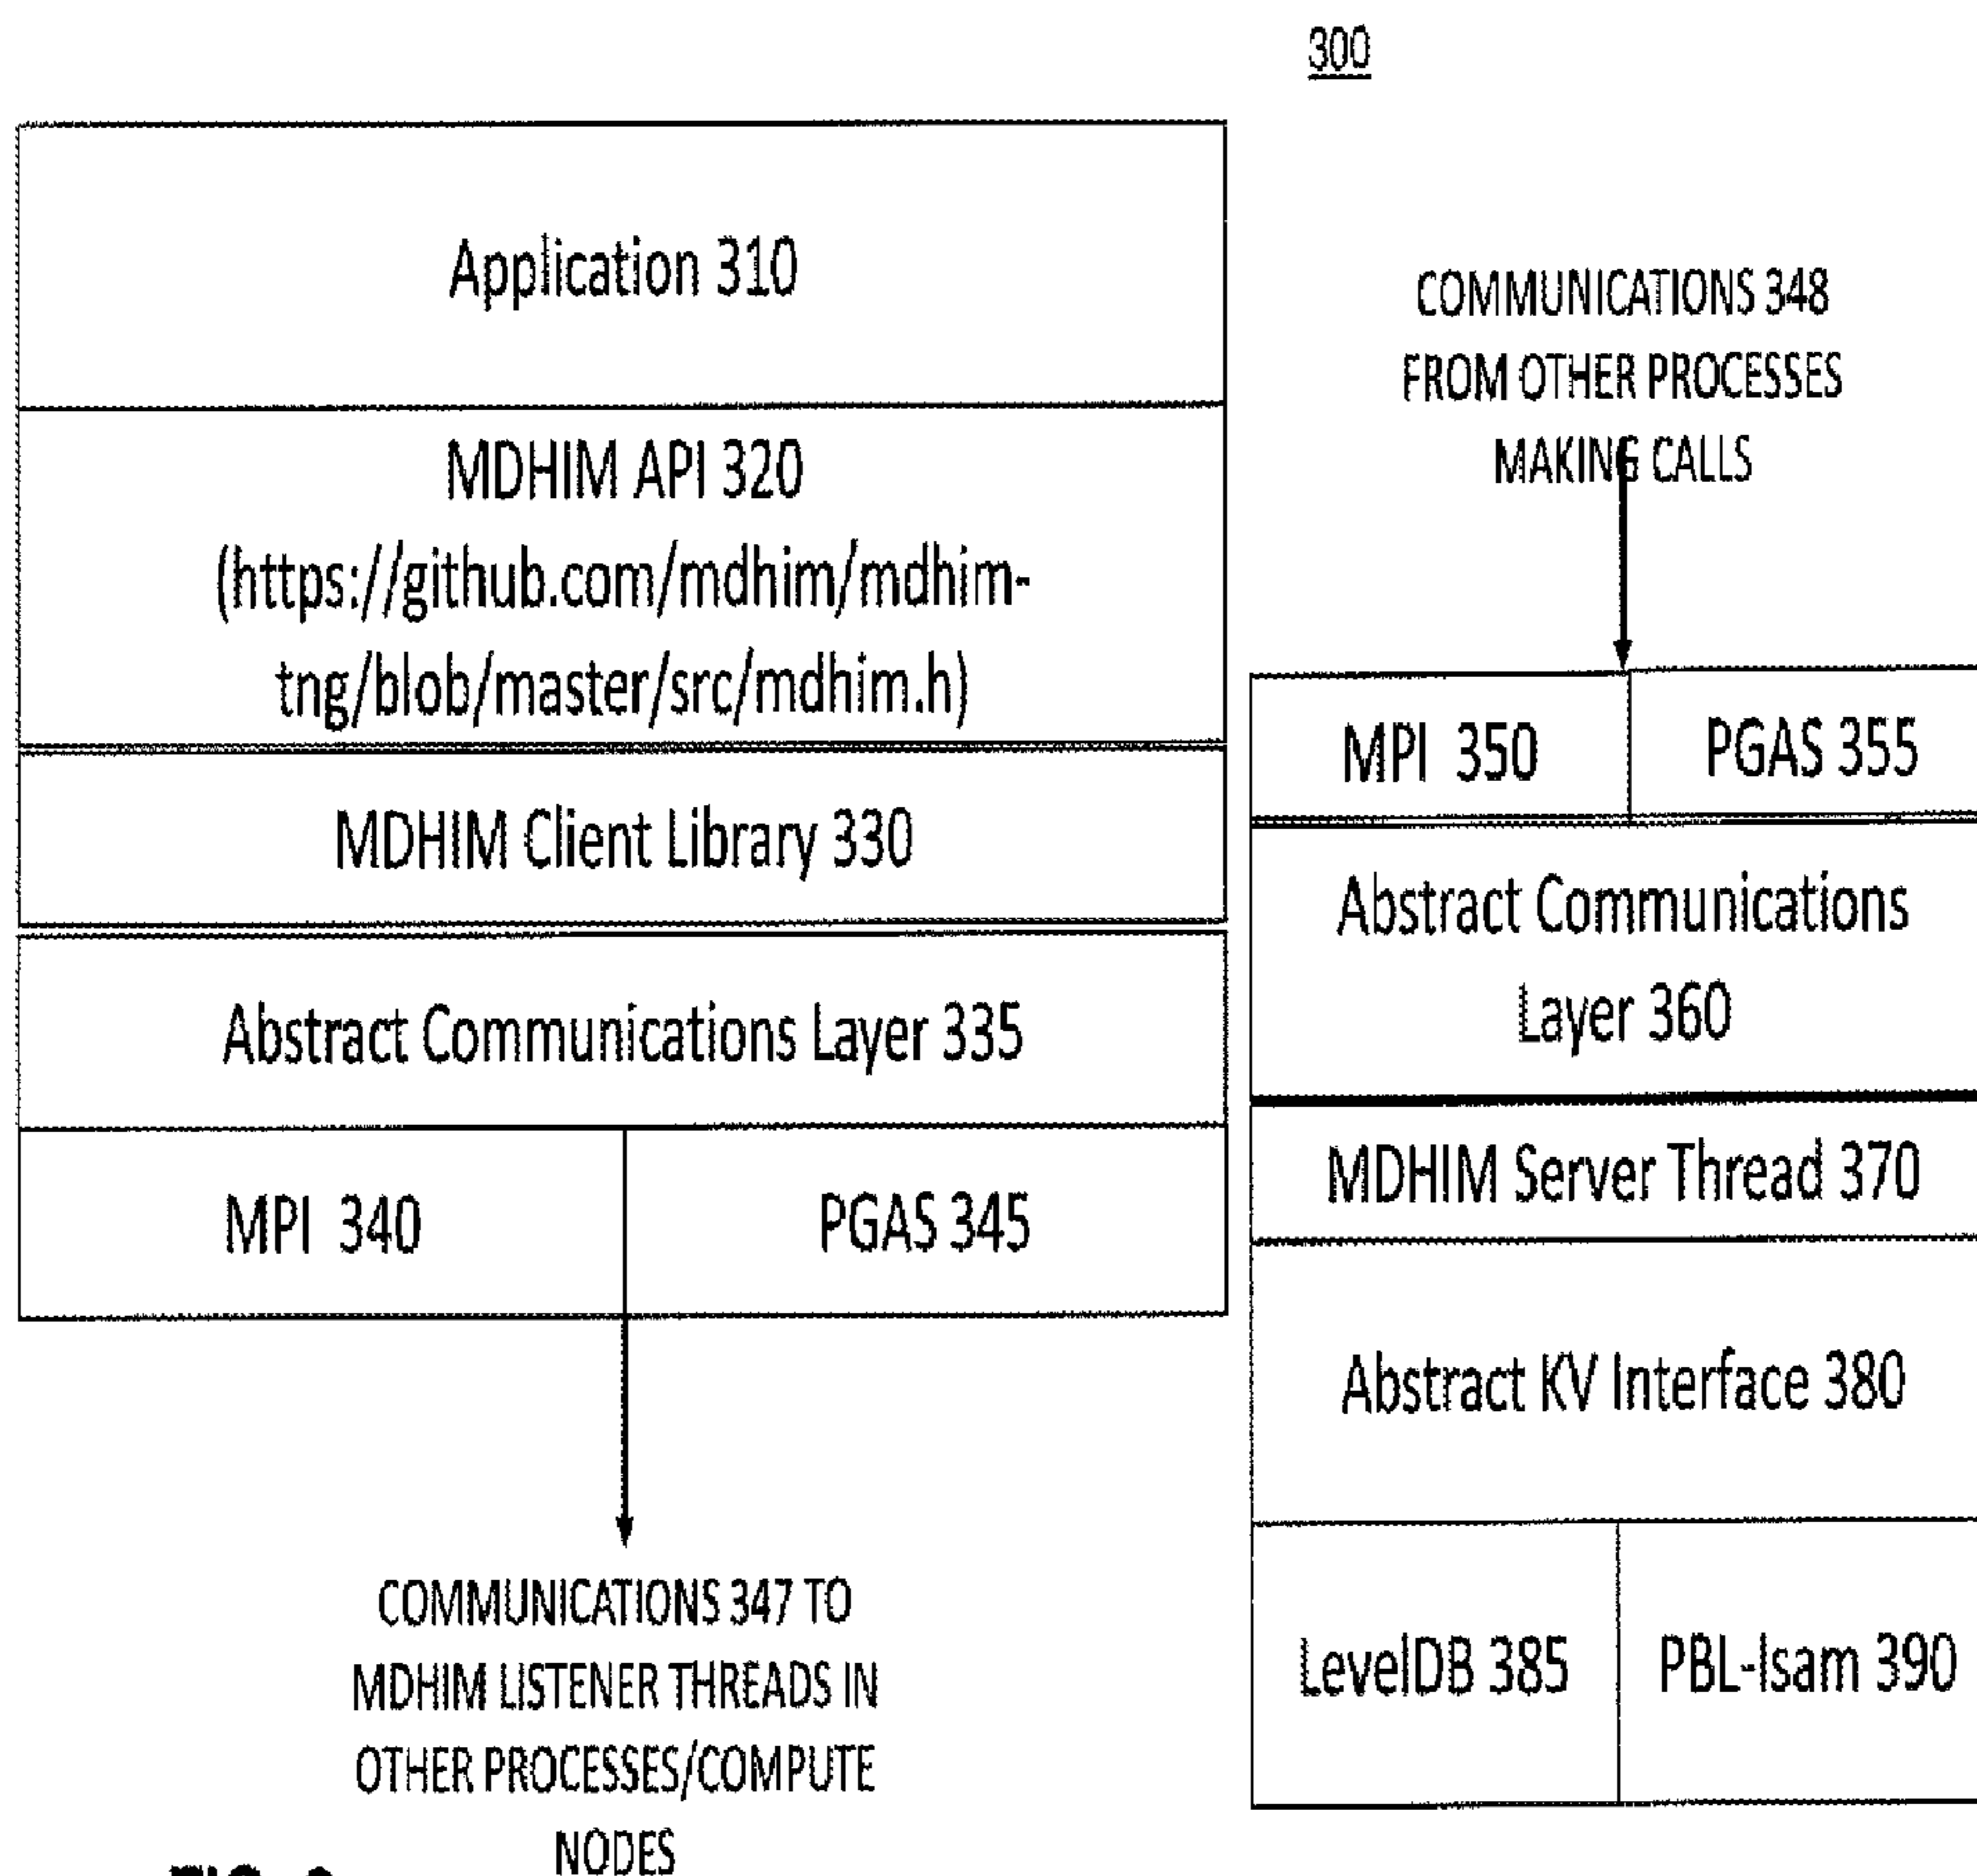 300
Application 310
MDHIM API 320
(https://github.com/mdhim/mdhim-
tng/blob/master/src/mdhim.h)
MDHIM Client Library 330
Abstract Communications Layer 335
MPI 340
PGAS 345
COMMUNICATIONS 347 TO
MDHIM LISTENER THREADS IN
OTHER PROCESSES/COMPUTE
NODES
COMMUNICATIONS 348
FROM OTHER PROCESSES
MAKING CALLS
MPI 350
PGAS 355
Abstract Communications
Layer 360
MDHIM Server Thread 370
Abstract KV Interface 380
LevelDB 385
PBL-Isam 390